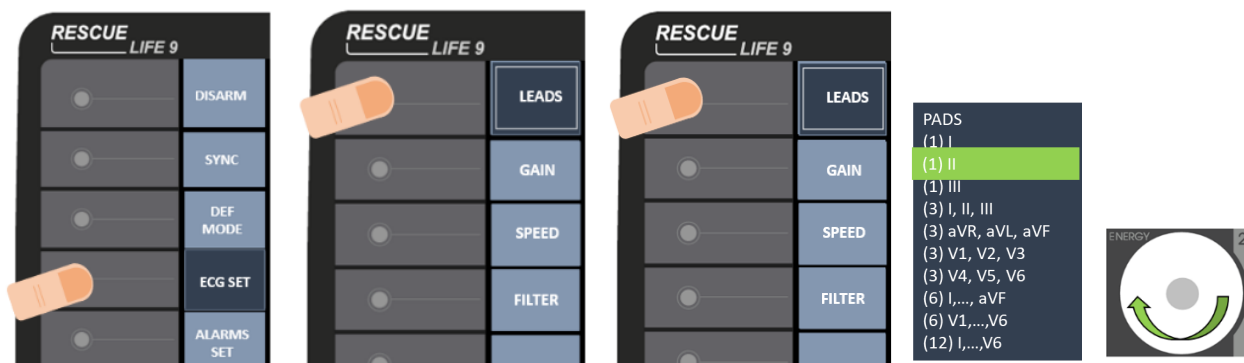 RESCUE
LIFE 9
DISARM
SYNC
DEF
MODE
ECG SET
ALARMS
SET
RESCUE
LIFE 9
LEADS
GAIN
SPEED
FILTER
RESCUE
LIFE 9
LEADS
GAIN
SPEED
FILTER
PADS
(1) I
(1) II
(1) III
(3) I, II, III
(3) aVR, aVL, aVF
(3) V1, V2, V3
(3) V4, V5, V6
(6) I,..., aVF
(6) V1,...,V6
(12) I,...,V6
ENERGY
2